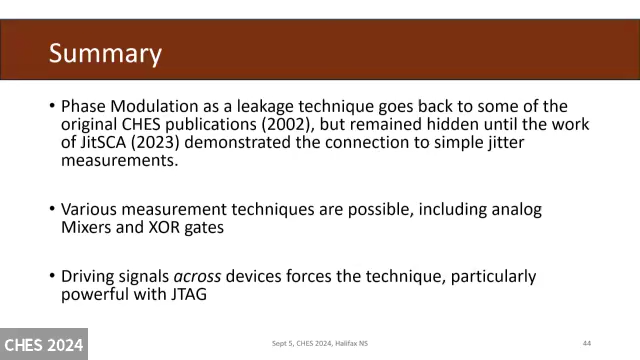 Summary
• Phase Modulation as a leakage technique goes back to some of the
original CHES publications (2002), but remained hidden until the work
of JitSCA (2023) demonstrated the connection to simple jitter
measurements.
• Various measurement techniques are possible, including analog
Mixers and XOR gates
• Driving signals across devices forces the technique, particularly
powerful with JTAG
CHES 2024
Sept 5, CHES 2024, Halifax NS
44